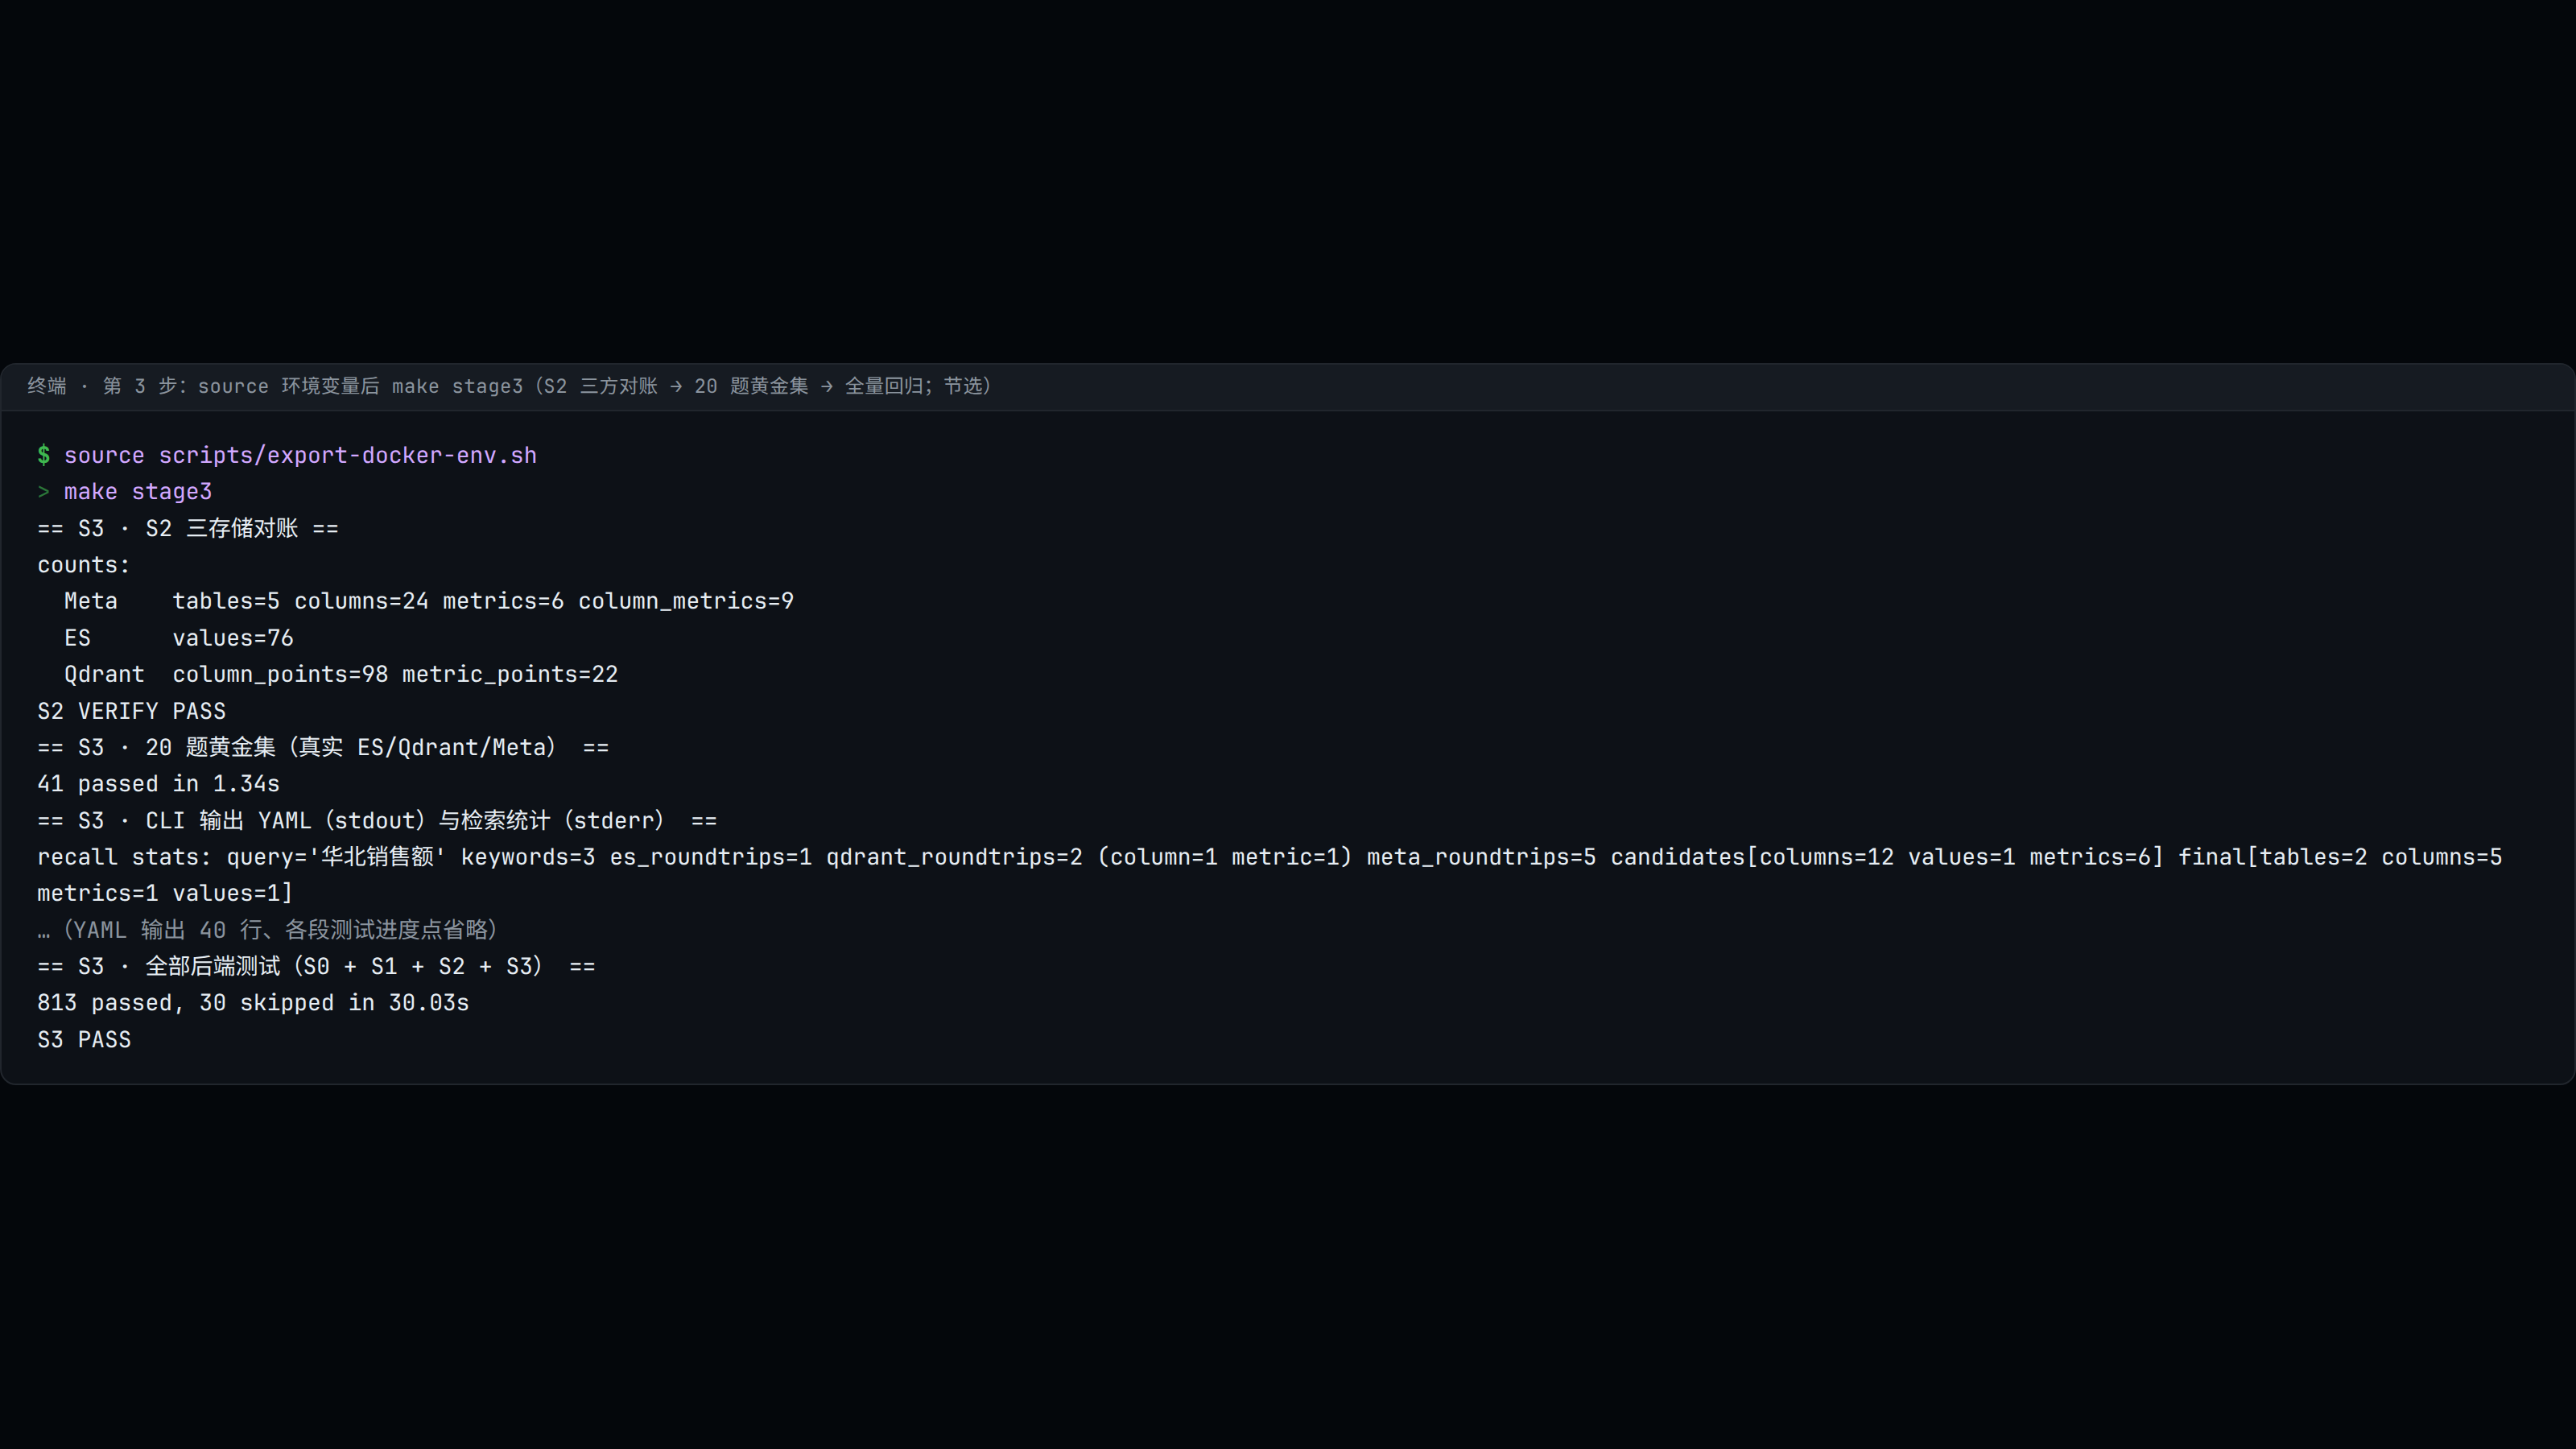 终端 · 第 3 步：source 环境变量后 make stage3（S2 三方对账 → 20 题黄金集 → 全量回归；节选）
$ source scripts/export-docker-env.sh
> make stage3
== S3 · S2 三存储对账 ==
counts:
  Meta    tables=5 columns=24 metrics=6 column_metrics=9
  ES      values=76
  Qdrant  column_points=98 metric_points=22
S2 VERIFY PASS
== S3 · 20 题黄金集（真实 ES/Qdrant/Meta） ==
41 passed in 1.34s
== S3 · CLI 输出 YAML（stdout）与检索统计（stderr） ==
recall stats: query='华北销售额' keywords=3 es_roundtrips=1 qdrant_roundtrips=2 (column=1 metric=1) meta_roundtrips=5 candidates[columns=12 values=1 metrics=6] final[tables=2 columns=5
metrics=1 values=1]
…（YAML 输出 40 行、各段测试进度点省略）
== S3 · 全部后端测试（S0 + S1 + S2 + S3） ==
813 passed, 30 skipped in 30.03s
S3 PASS